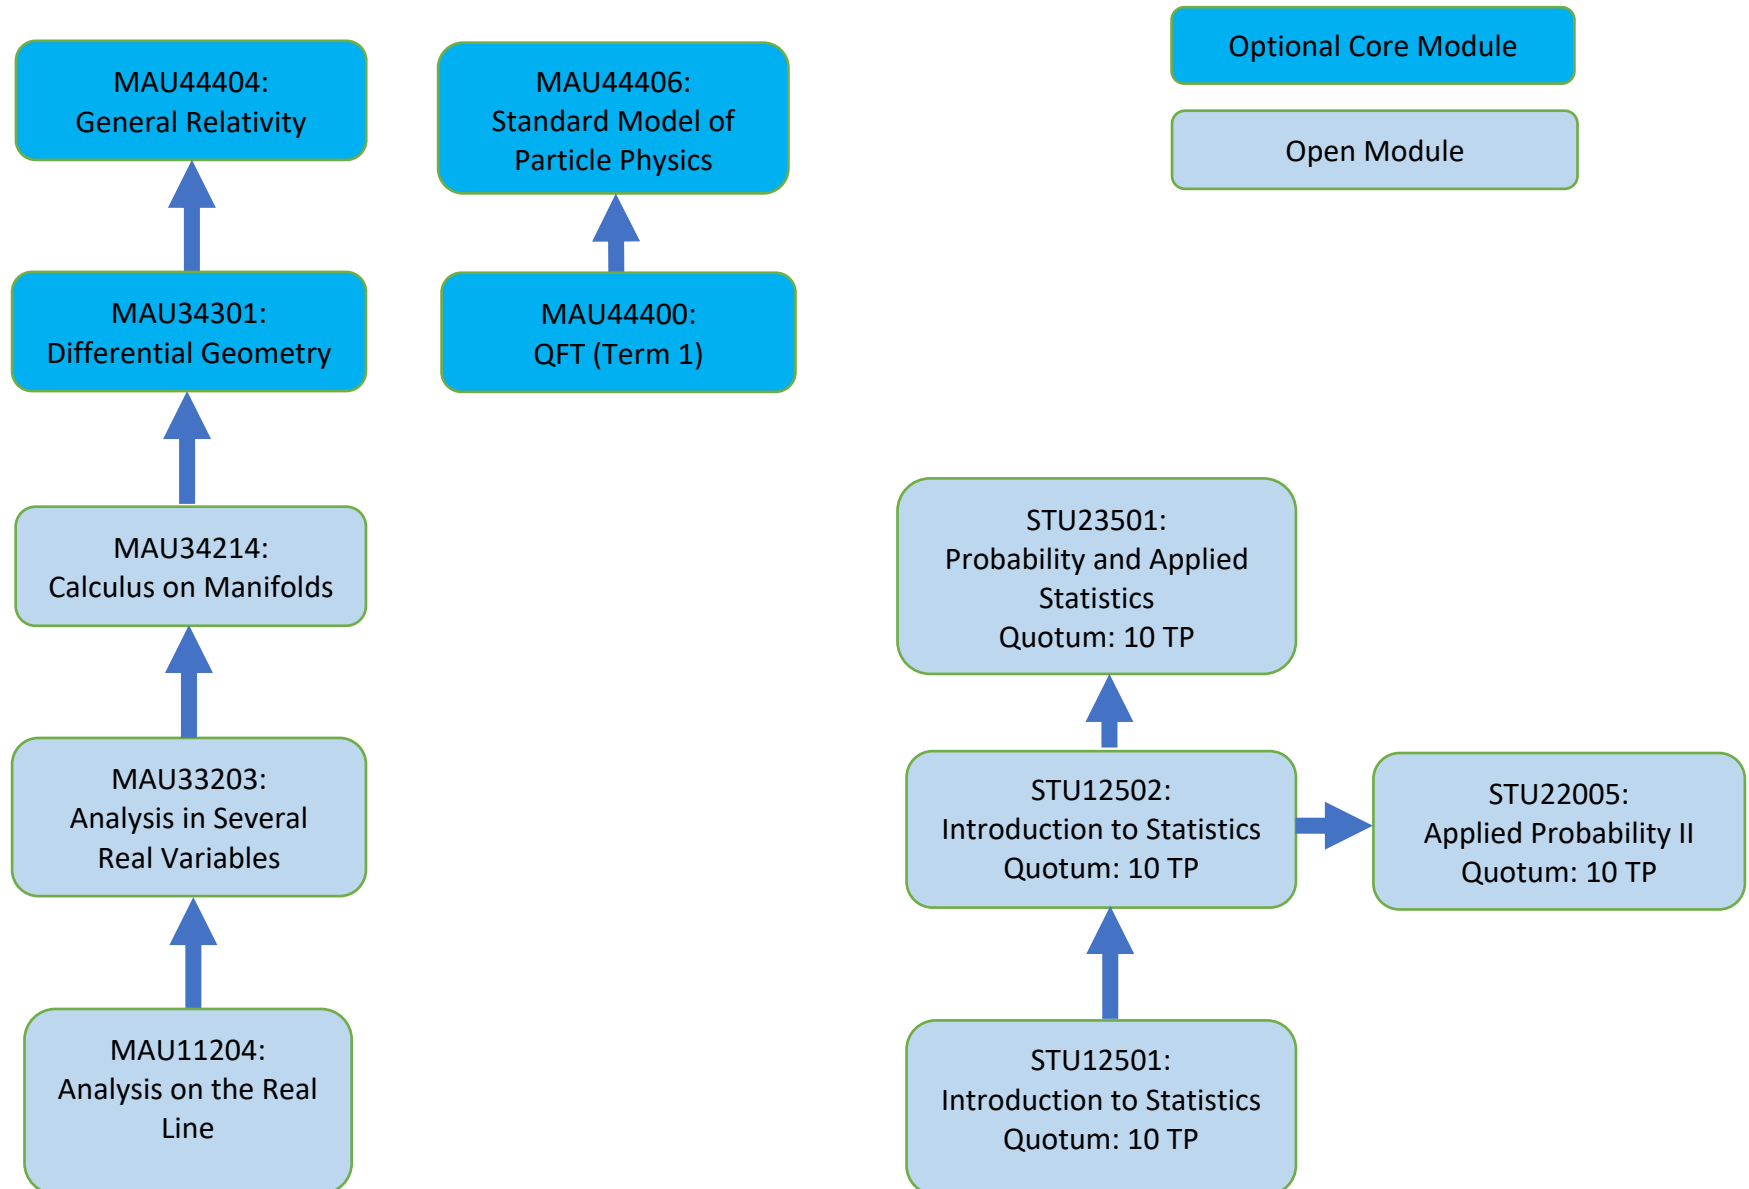 MAU44404:
General Relativity
MAU44406:
Standard Model of
Particle Physics
Optional Core Module
Open Module
MAU34301:
Differential Geometry
MAU44400:
QFT (Term 1)
MAU34214:
Calculus on Manifolds
STU23501:
Probability and Applied
Statistics
Quotum: 10 TP
MAU33203:
Analysis in Several
Real Variables
STU12502:
Introduction to Statistics
Quotum: 10 TP
STU22005:
Applied Probability II
Quotum: 10 TP
MAU11204:
Analysis on the Real
Line
STU12501:
Introduction to Statistics
Quotum: 10 TP